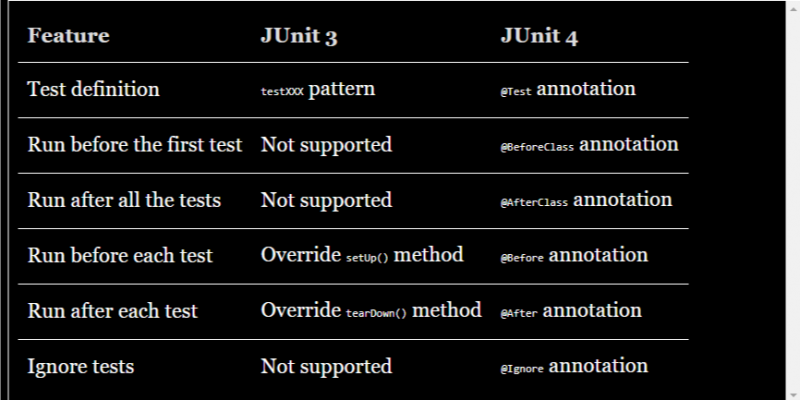 Feature JUnit 3 JUnit 4
Test definition testXXX pattern @Test annotation
Run before the first test Not supported @BeforeClass annotation
Run after all the tests Not supported @AfterClass annotation
Run before each test Override setUp() method @Before annotation
Run after each test Override tearDown() method @After annotation
Ignore tests Not supported @Ignore annotation